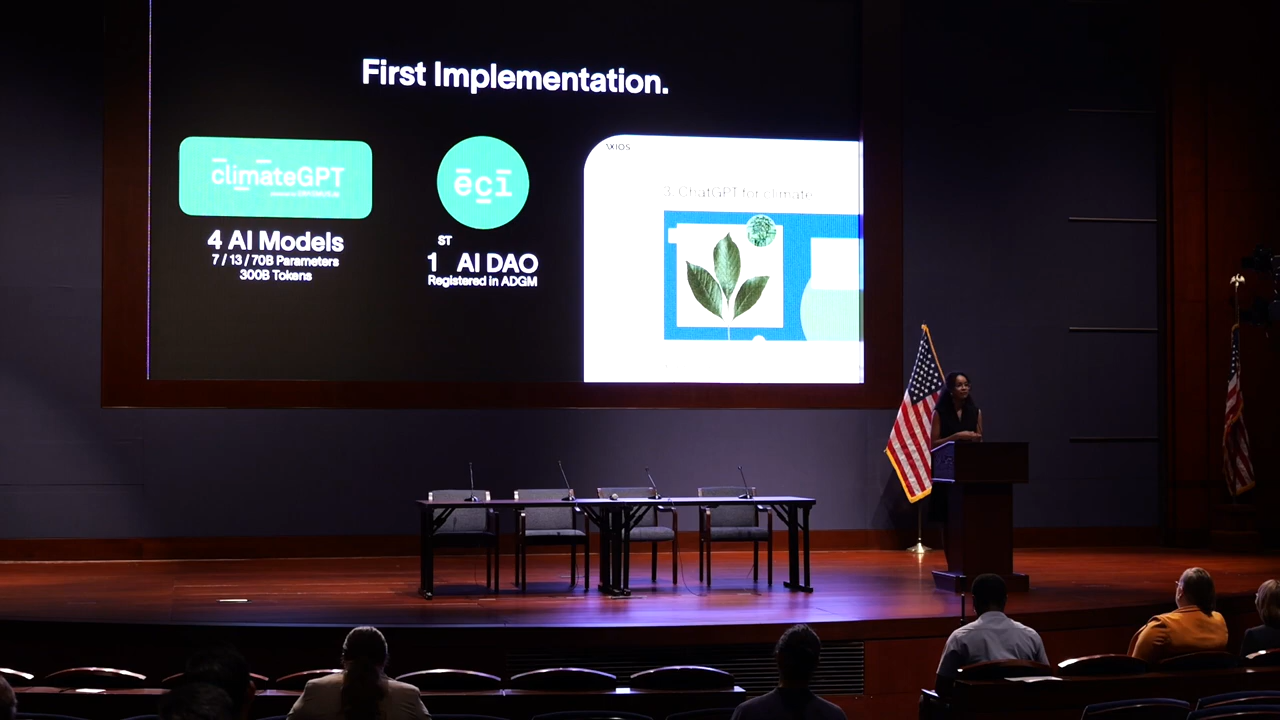 First Implementation.
climateGPT
4 AI Models
7 / 13 / 70B Parameters
300B Tokens
eci
1ST AI DAO
Registered in ADGM
AXIOS
3. ChatGPT for climate